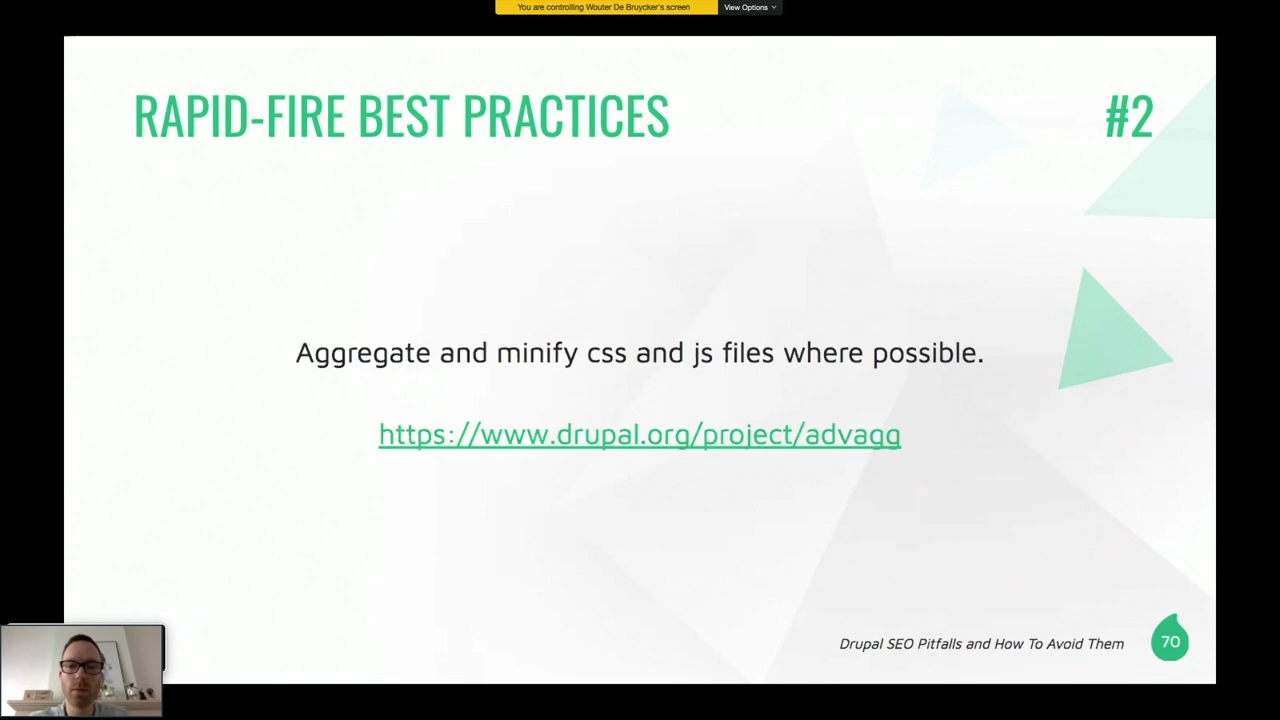 You are controlling Wouter De Bruycker's screen View Options
RAPID-FIRE BEST PRACTICES #2
Aggregate and minify css and js files where possible.
https://www.drupal.org/project/advagg
Drupal SEO Pitfalls and How To Avoid Them 70